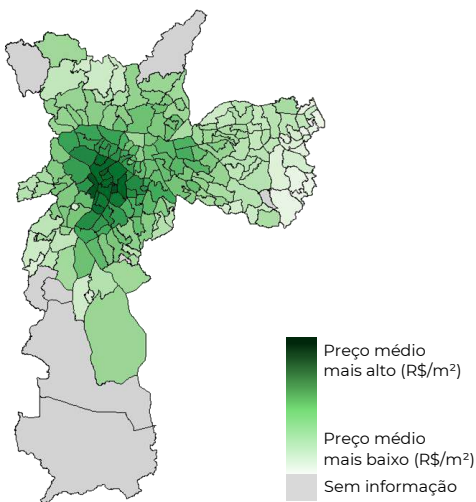 Preço médio
mais alto (R$/m²)
Preço médio
mais baixo (R$/m²)
Sem informação